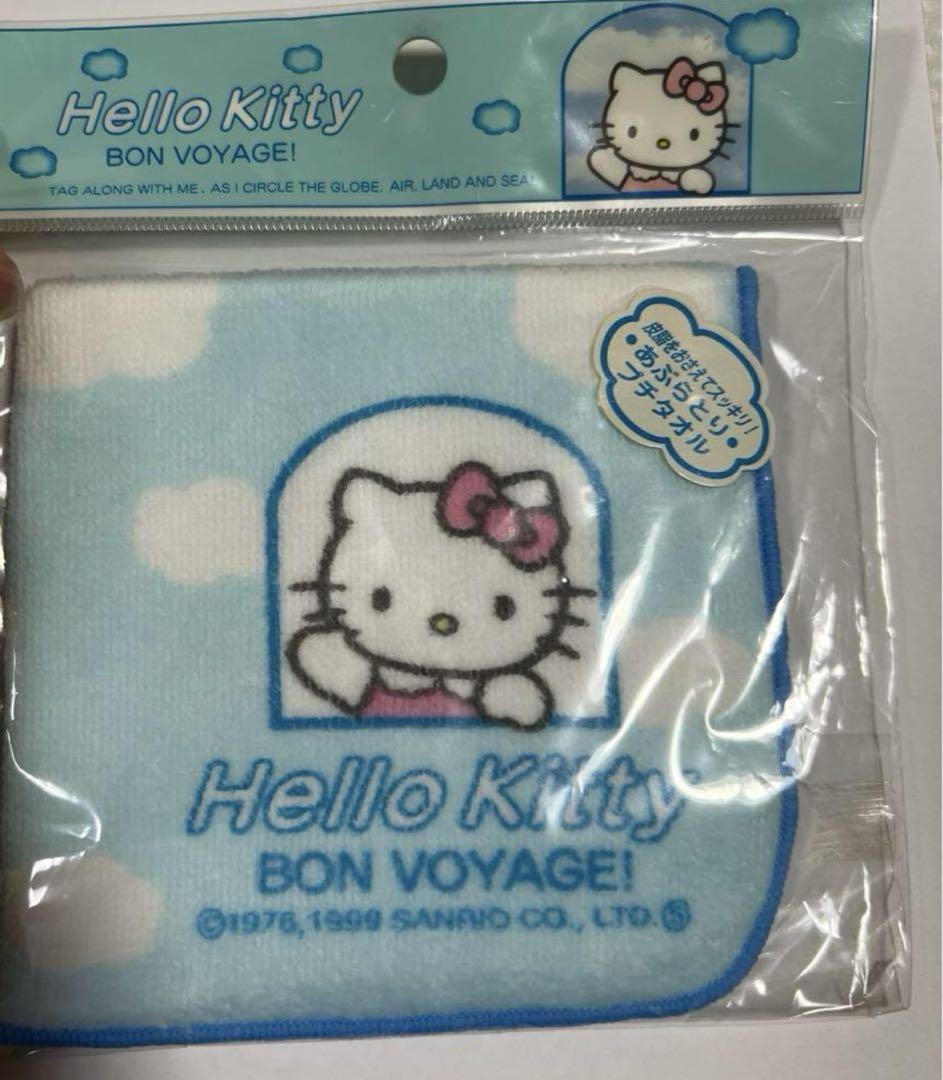 Hello Kitty
BON VOYAGE!
TAG ALONG WITH ME. AS I CIRCLE THE GLOBE. AIR, LAND AND SEA!
皮脂をおさえてスッキリ!
•あぶらとり•
プチタオル
Hello Kitty
BON VOYAGE!
©1976,1999 SANRIO CO., LTD. Ⓢ